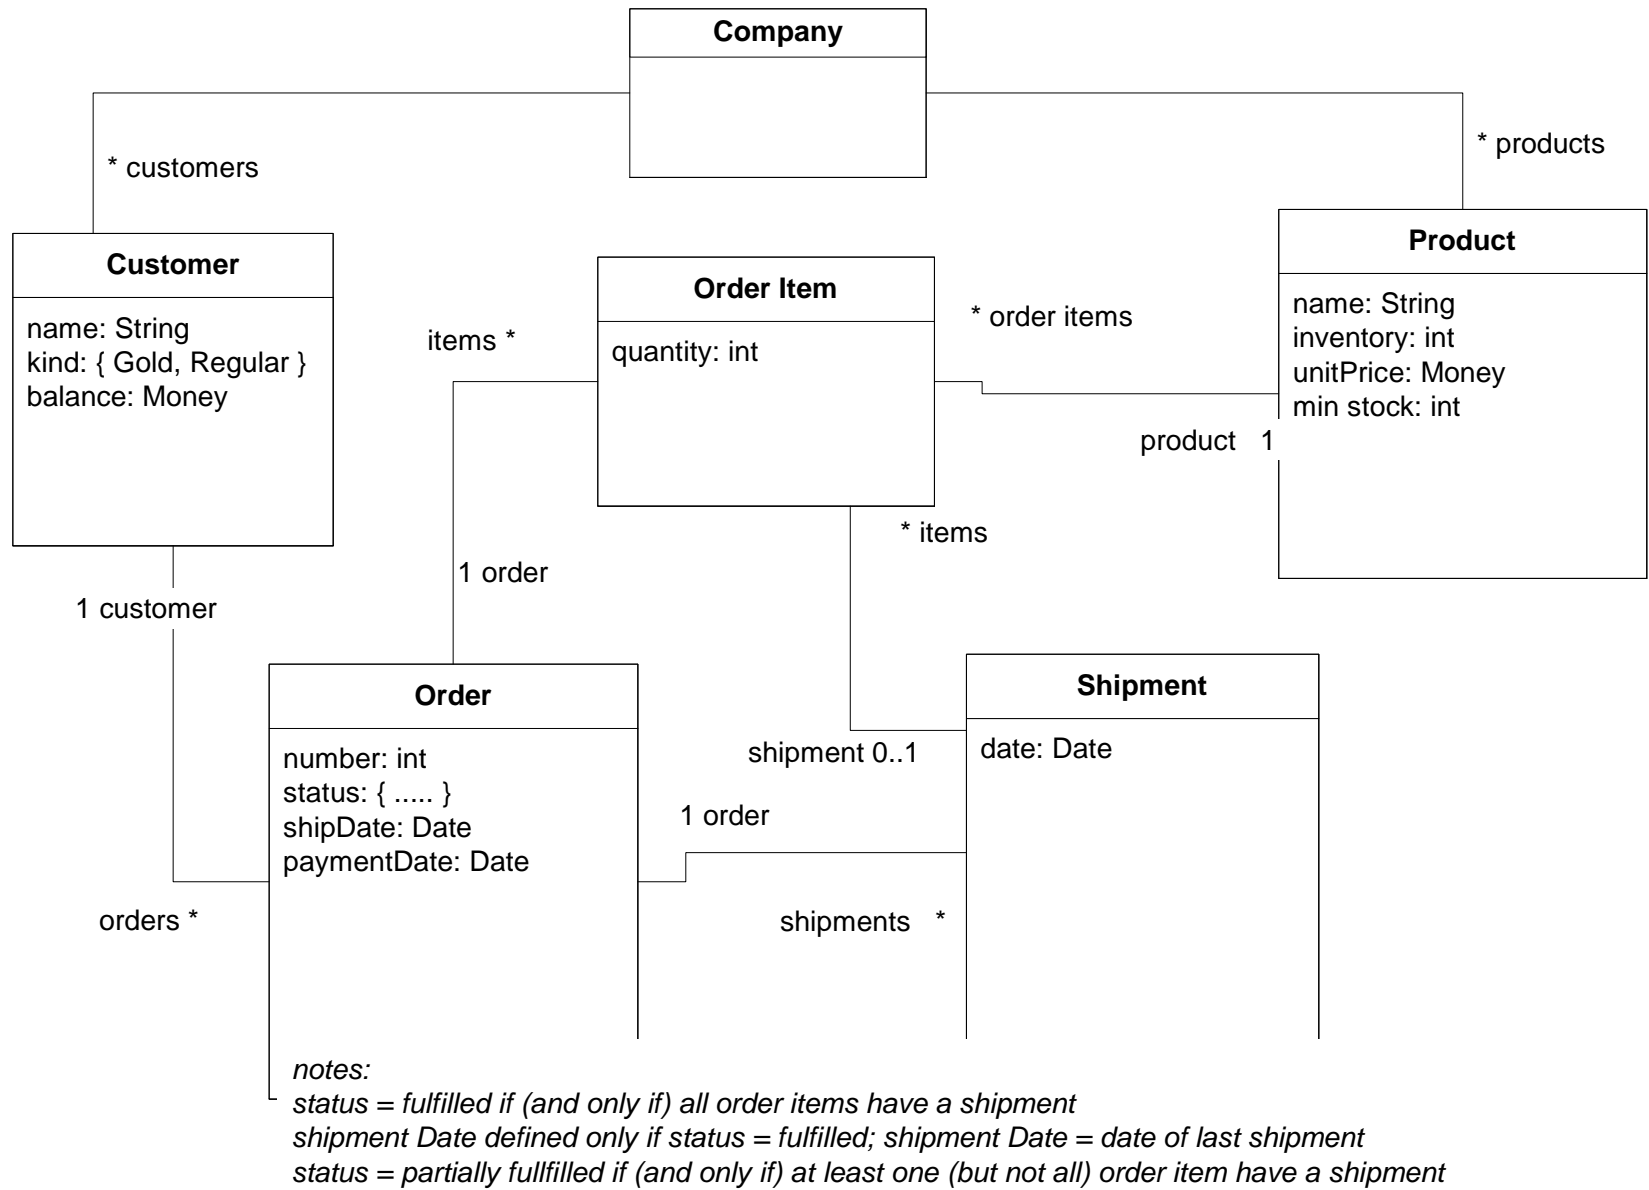 Company
* customers
* products
Customer
name: String
kind: { Gold, Regular }
balance: Money
Order Item
quantity: int
Product
name: String
inventory: int
unitPrice: Money
min stock: int
items *
* order items
product 1
* items
1 order
1 customer
Order
number: int
status: { ..... }
shipDate: Date
paymentDate: Date
Shipment
date: Date
shipment 0..1
1 order
orders *
shipments *
notes:
status = fulfilled if (and only if) all order items have a shipment
shipment Date defined only if status = fulfilled; shipment Date = date of last shipment
status = partially fullfilled if (and only if) at least one (but not all) order item have a shipment